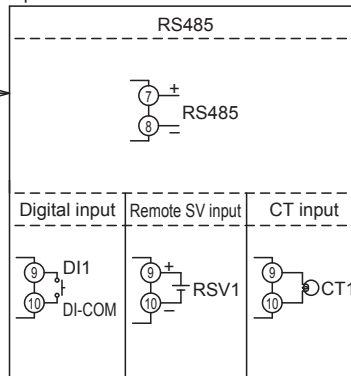 RS485
7 +
RS485
8 −
Digital input Remote SV input CT input
9 DI1 9 + 9
RSV1 CT1
10 DI-COM 10 − 10